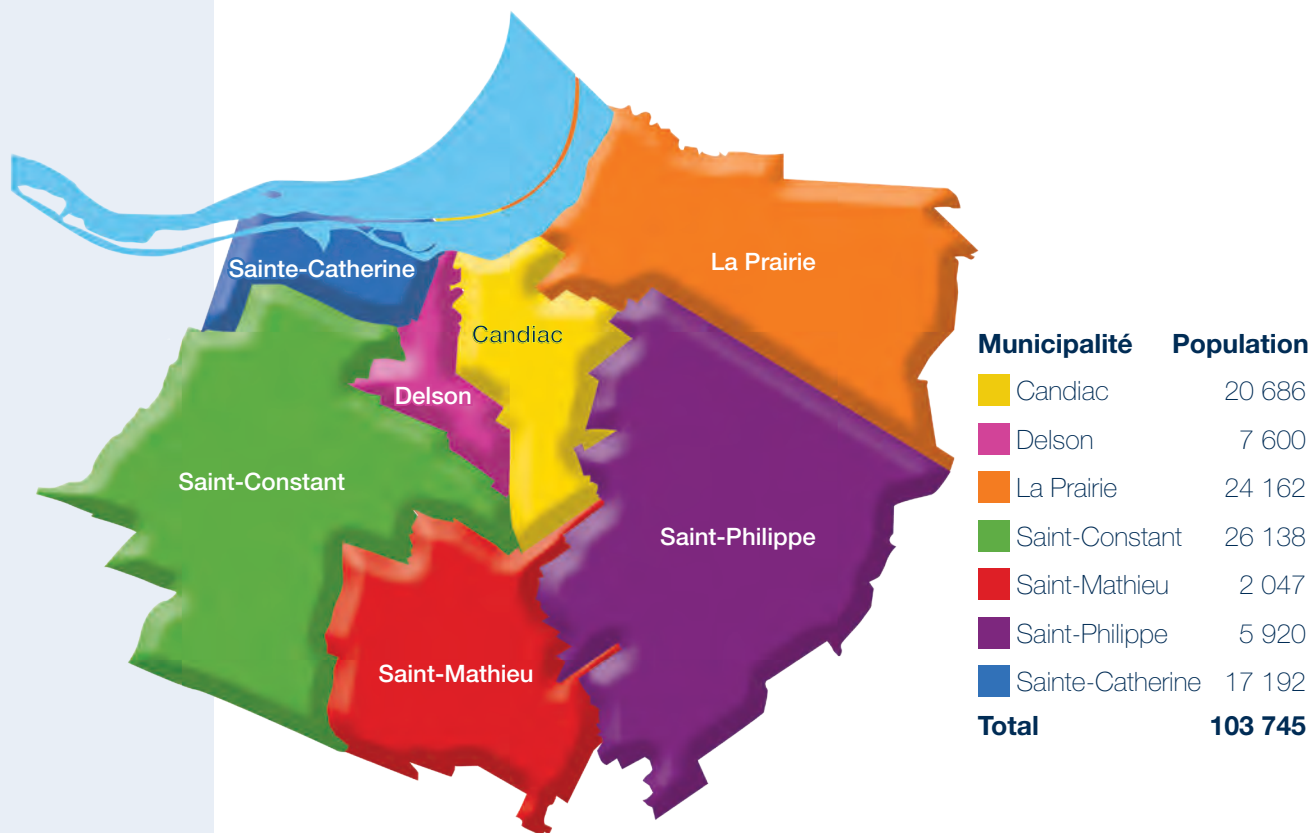 Sainte-Catherine
La Prairie
Candiac
Delson
Saint-Constant
Saint-Philippe
Saint-Mathieu
Municipalité Population
Candiac 20 686
Delson 7 600
La Prairie 24 162
Saint-Constant 26 138
Saint-Mathieu 2 047
Saint-Philippe 5 920
Sainte-Catherine 17 192
Total 103 745